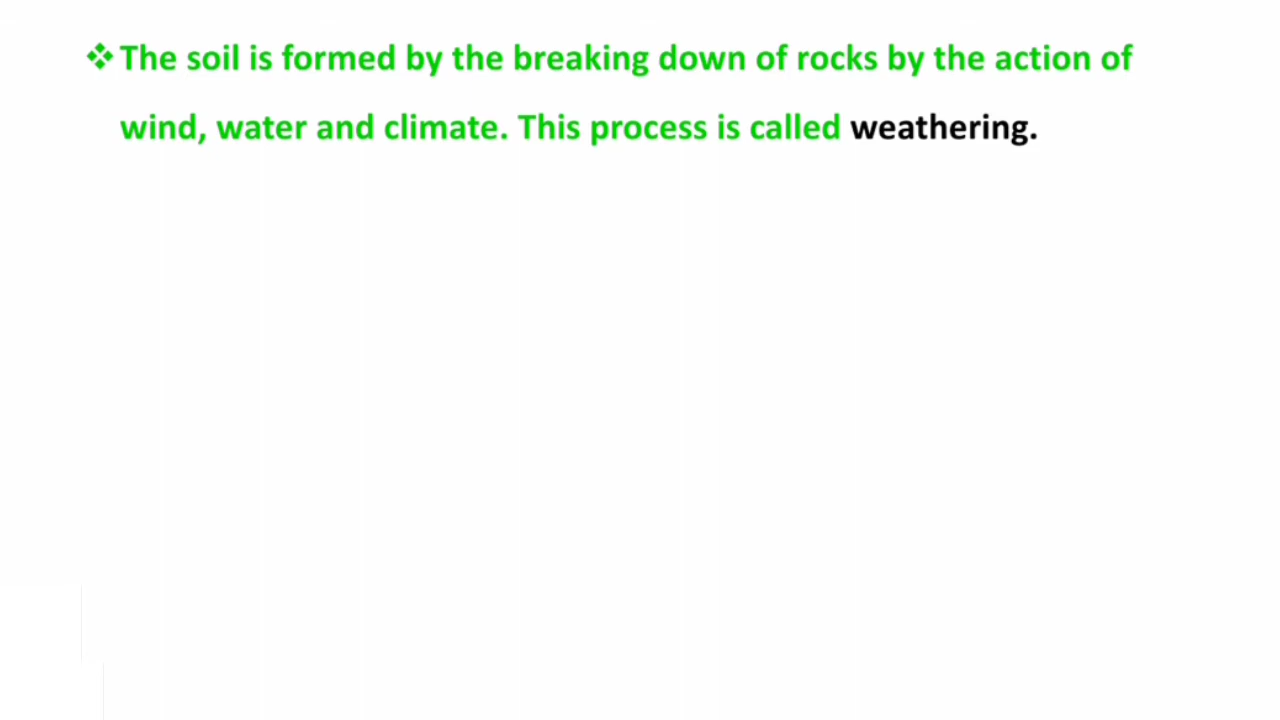 ❖ The soil is formed by the breaking down of rocks by the action of
wind, water and climate. This process is called weathering.